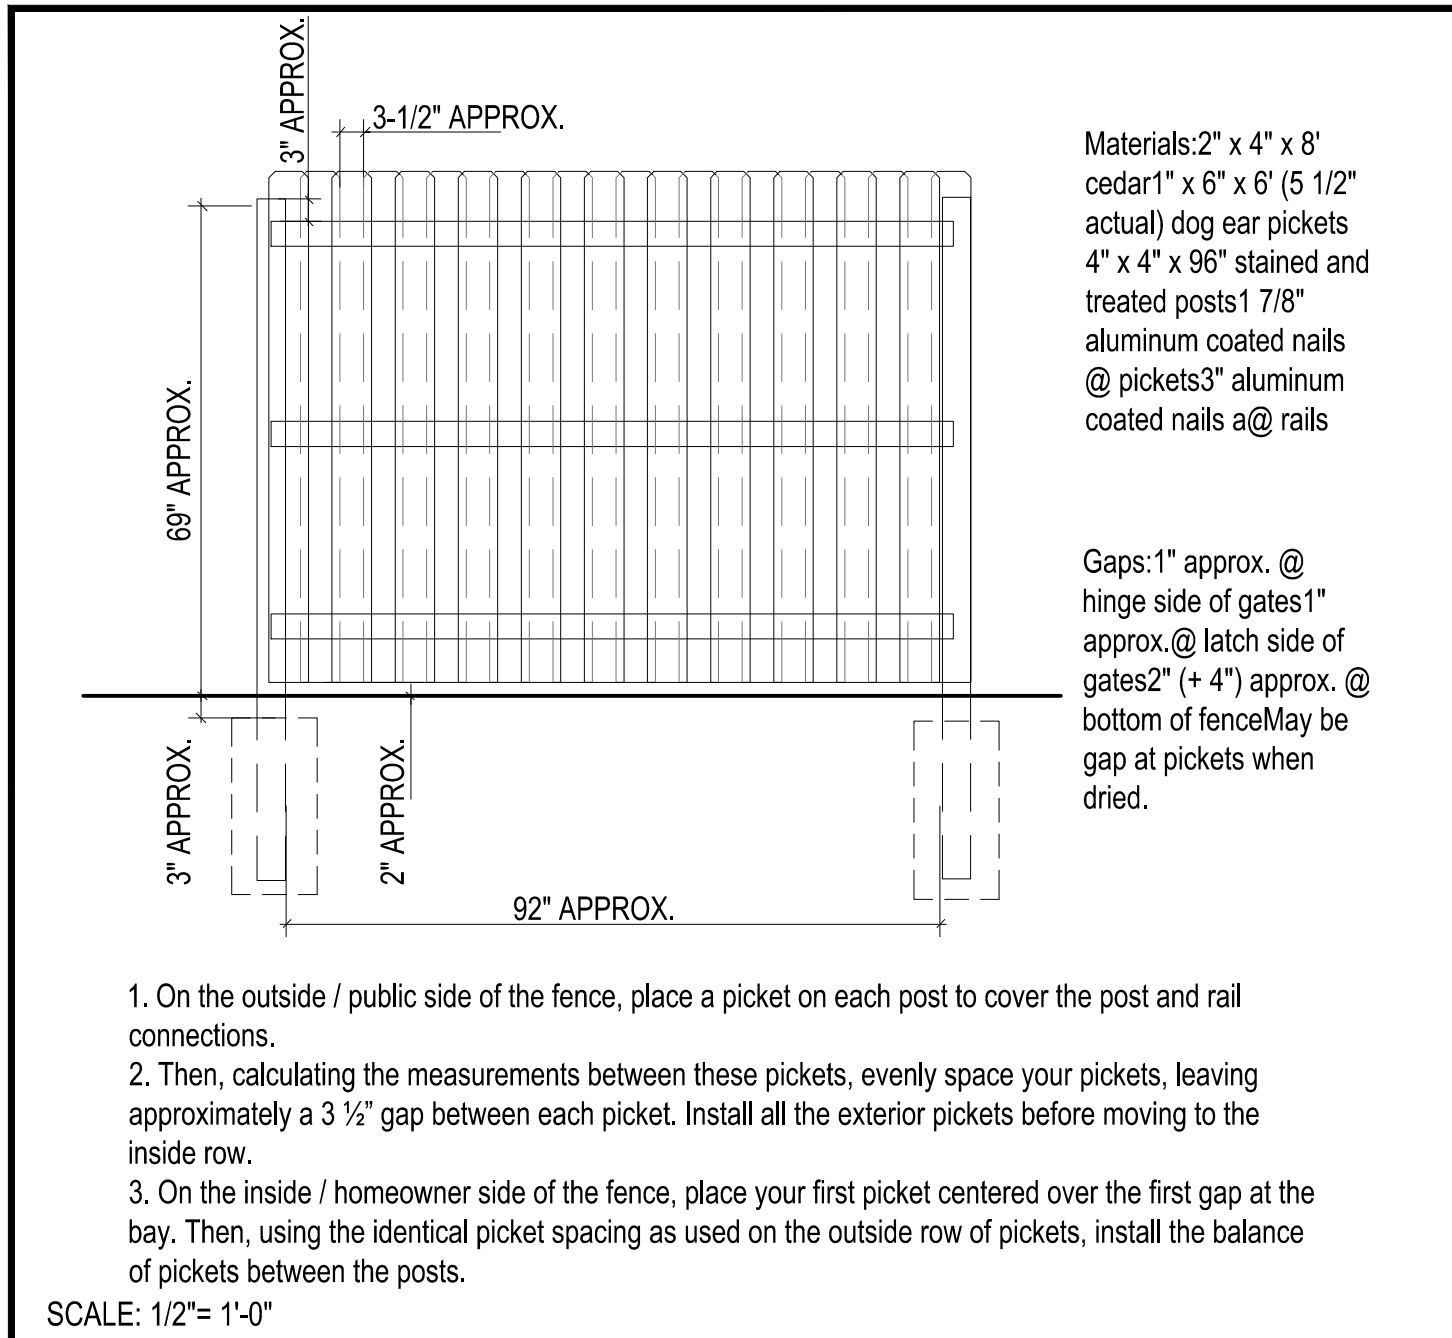 3" APPROX.
3-1/2" APPROX.
69" APPROX.
3" APPROX.
2" APPROX.
92" APPROX.
Materials:2" x 4" x 8'
cedar1" x 6" x 6' (5 1/2"
actual) dog ear pickets
4" x 4" x 96" stained and
treated posts1 7/8"
aluminum coated nails
@ pickets3" aluminum
coated nails a@ rails
Gaps:1" approx. @
hinge side of gates1"
approx.@ latch side of
gates2" (+ 4") approx. @
bottom of fenceMay be
gap at pickets when
dried.
1. On the outside / public side of the fence, place a picket on each post to cover the post and rail
connections.
2. Then, calculating the measurements between these pickets, evenly space your pickets, leaving
approximately a 3 ½” gap between each picket. Install all the exterior pickets before moving to the
inside row.
3. On the inside / homeowner side of the fence, place your first picket centered over the first gap at the
bay. Then, using the identical picket spacing as used on the outside row of pickets, install the balance
of pickets between the posts.
SCALE: 1/2"= 1'-0"